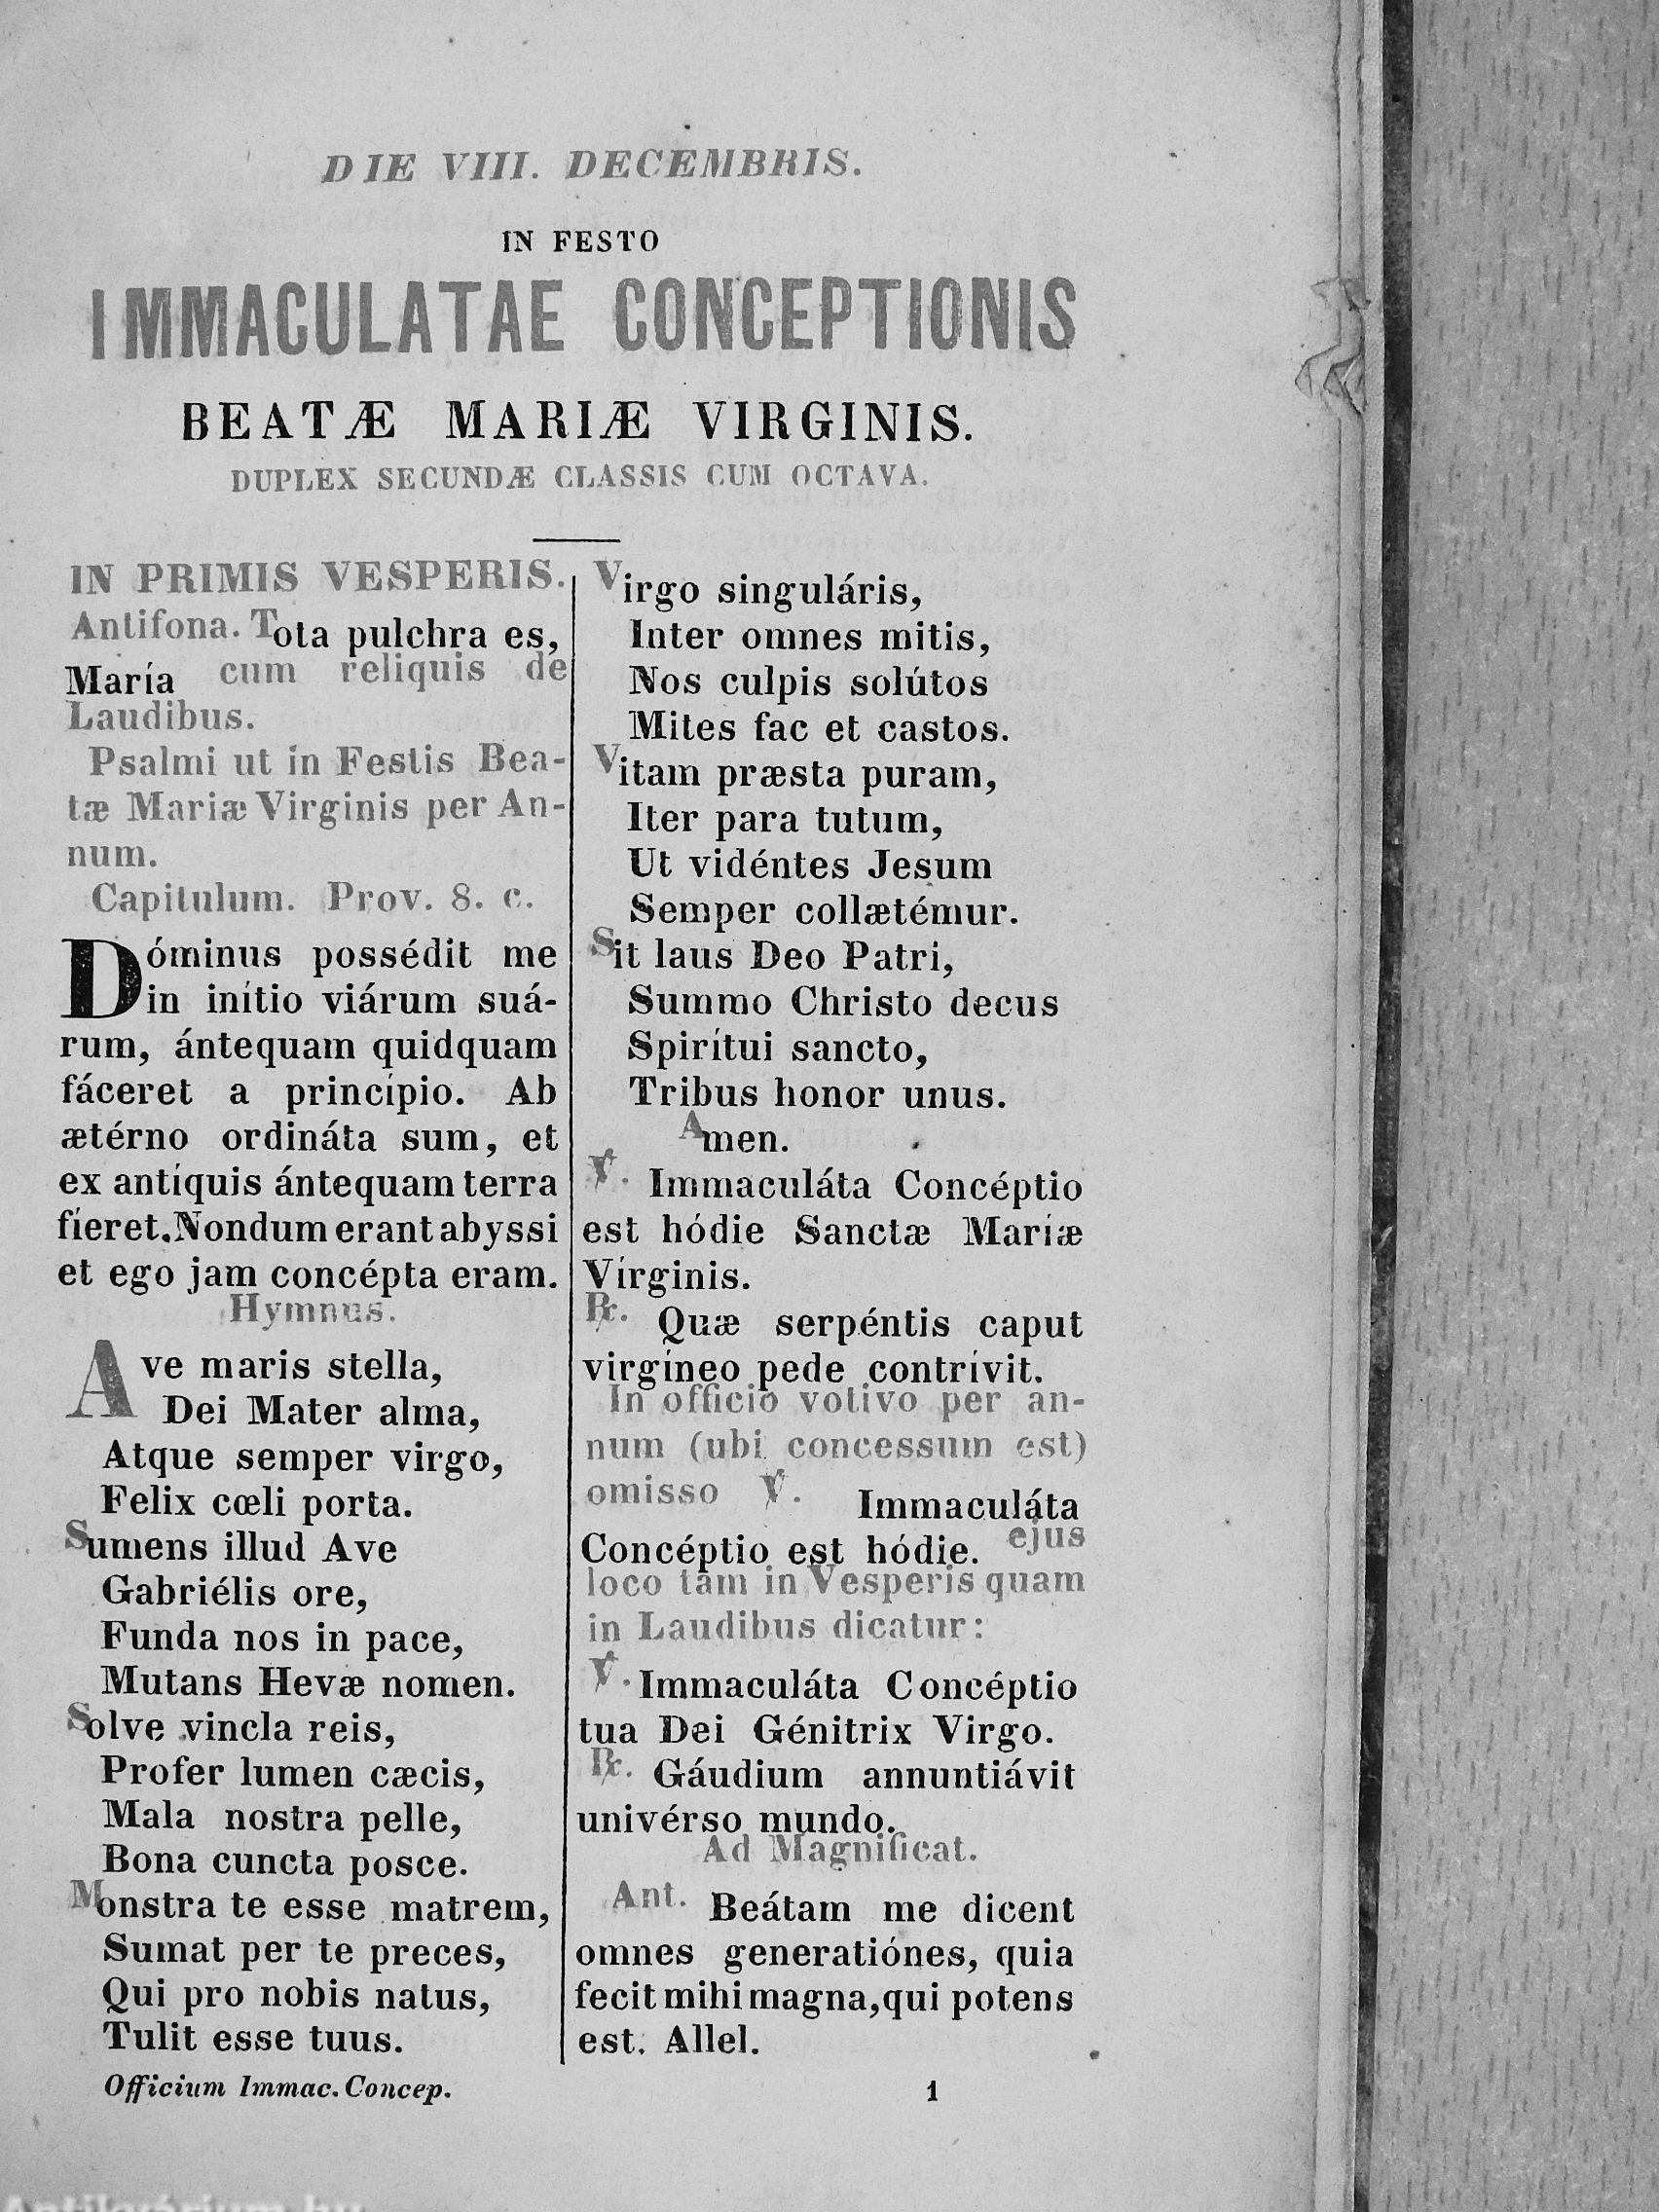 DIE VIII. DECEMBRIS.
IN FESTO
IMMACULATAE CONCEPTIONIS
BEATÆ MARIÆ VIRGINIS.
DUPLEX SECUNDÆ CLASSIS CUM OCTAVA.
IN PRIMIS VESPERIS.
Antifona. Tota pulchra es,
María cum reliquis de
Laudibus.
Psalmi ut in Festis Bea-
tæ Mariæ Virginis per An-
num.
Capitulum. Prov. 8. c.
Dóminus possédit me
in inítio viárum suá-
rum, ántequam quidquam
fáceret a princípio. Ab
ætérno ordináta sum, et
ex antíquis ántequam terra
fíeret. Nondum erant abyssi
et ego jam concépta eram.
Hymnus.
Ave maris stella,
Dei Mater alma,
Atque semper virgo,
Felix cœli porta.
Sumens illud Ave
Gabriélis ore,
Funda nos in pace,
Mutans Hevæ nomen.
Solve vincla reis,
Profer lumen cæcis,
Mala nostra pelle,
Bona cuncta posce.
Monstra te esse matrem,
Sumat per te preces,
Qui pro nobis natus,
Tulit esse tuus.
Virgo singuláris,
Inter omnes mitis,
Nos culpis solútos
Mites fac et castos.
Vitam præsta puram,
Iter para tutum,
Ut vidéntes Jesum
Semper collætémur.
Sit laus Deo Patri,
Summo Christo decus
Spirítui sancto,
Tribus honor unus.
Amen.
℣. Immaculáta Concéptio
est hódie Sanctæ Maríæ
Vírginis.
℟. Quæ serpéntis caput
virgíneo pede contrívit.
In officio votivo per an-
num (ubi concessum est)
omisso ℣. Immaculáta
Concéptio est hódie. ejus
loco tam in Vesperis quam
in Laudibus dicatur:
℣. Immaculáta Concéptio
tua Dei Génitrix Virgo.
℟. Gáudium annuntiávit
univérso mundo.
Ad Magnificat.
Ant. Beátam me dicent
omnes generatiónes, quia
fecit mihi magna, qui potens
est. Allel.
Officium Immac. Concep. 1
Antikvárium.hu